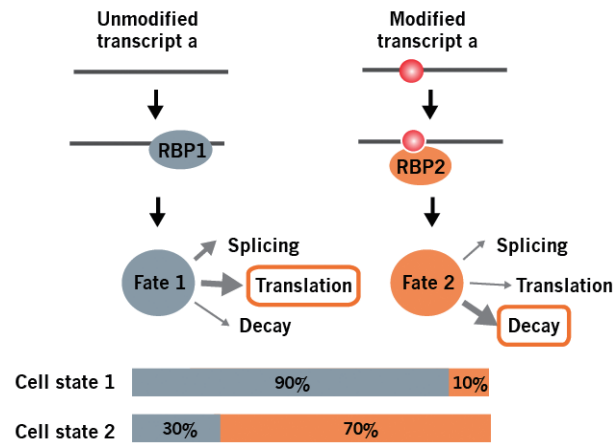 Unmodified
transcript a
Modified
transcript a
RBP1
RBP2
Fate 1
Splicing
Translation
Decay
Fate 2
Splicing
Translation
Decay
Cell state 1
90%
10%
Cell state 2
30%
70%